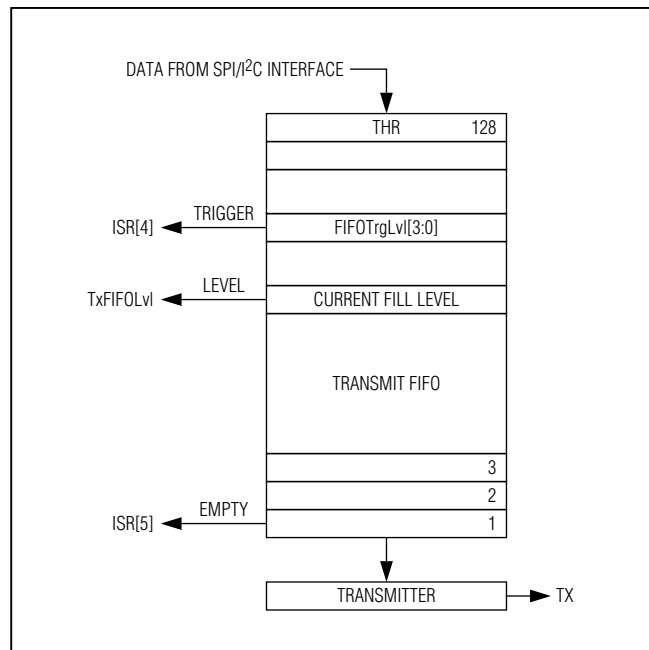 DATA FROM SPI/I²C INTERFACE
THR 128
ISR[4] TRIGGER FIFOTrgLvl[3:0]
TxFIFOLvl LEVEL CURRENT FILL LEVEL
TRANSMIT FIFO
3
2
ISR[5] EMPTY 1
TRANSMITTER TX